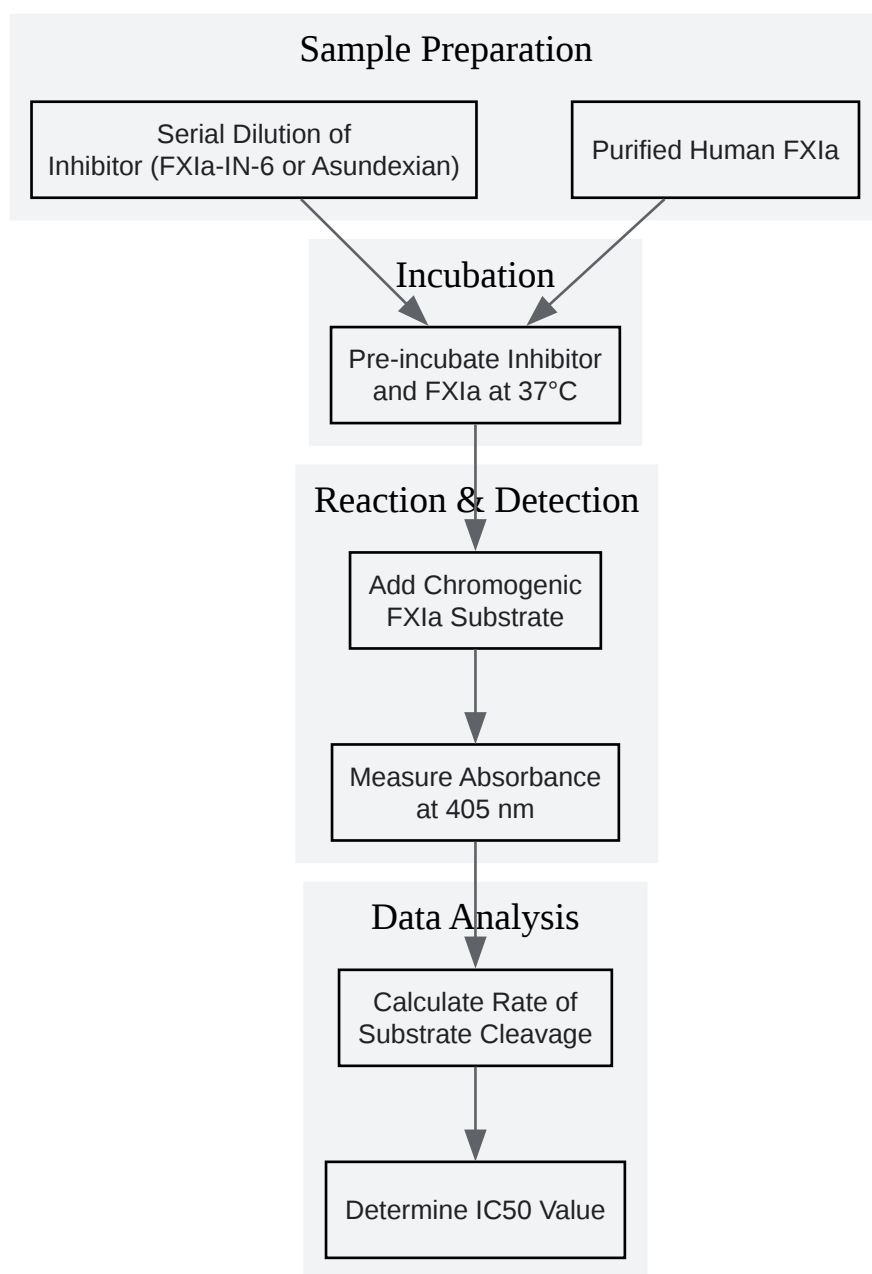 Sample Preparation
Serial Dilution of
Inhibitor (FXIa-IN-6 or Asundexian)
Purified Human FXIa
Incubation
Pre-incubate Inhibitor
and FXIa at 37°C
Reaction & Detection
Add Chromogenic
FXIa Substrate
Measure Absorbance
at 405 nm
Data Analysis
Calculate Rate of
Substrate Cleavage
Determine IC50 Value